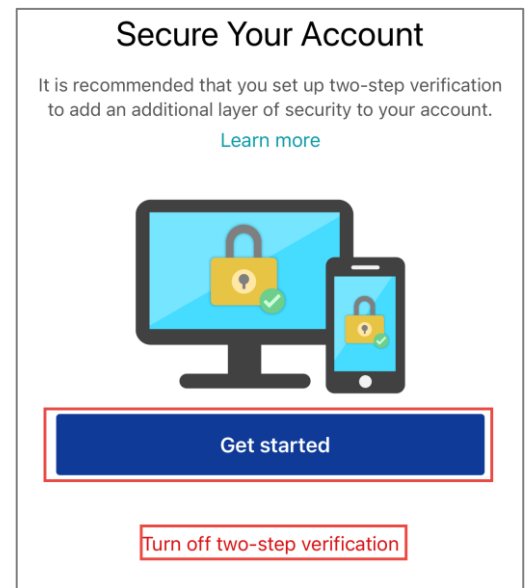 Secure Your Account
It is recommended that you set up two-step verification
to add an additional layer of security to your account.
Learn more
Get started
Turn off two-step verification